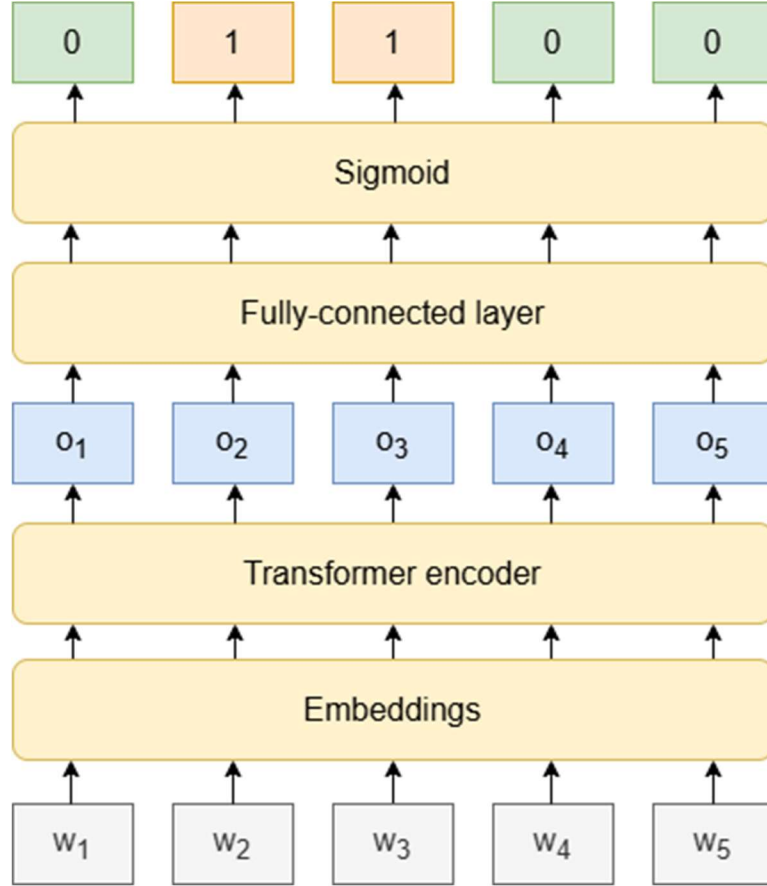 0 1 1 0 0
Sigmoid
Fully-connected layer
o₁ o₂ o₃ o₄ o₅
Transformer encoder
Embeddings
w₁ w₂ w₃ w₄ w₅